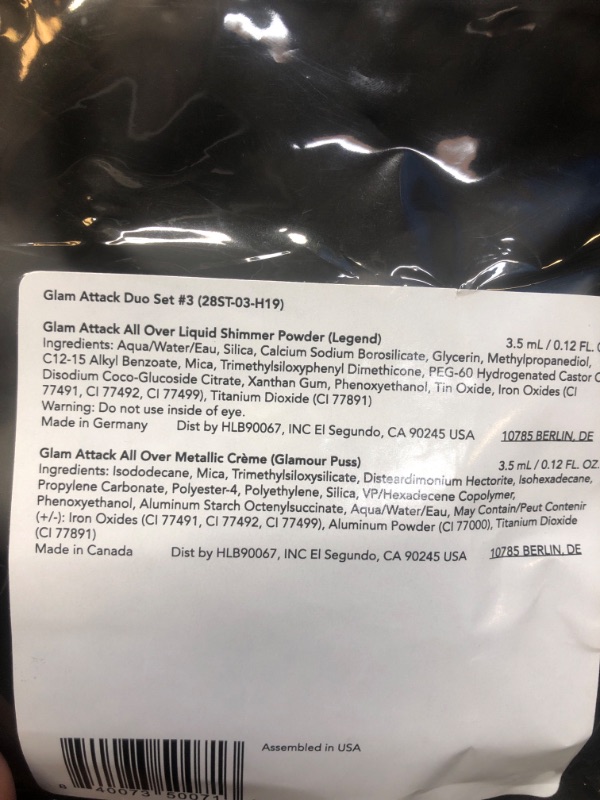 Glam Attack Duo Set #3 (28ST-03-H19)
Glam Attack All Over Liquid Shimmer Powder (Legend) 3.5 mL / 0.12 FL.
Ingredients: Aqua/Water/Eau, Silica, Calcium Sodium Borosilicate, Glycerin, Methylpropanediol,
C12-15 Alkyl Benzoate, Mica, Trimethylsiloxyphenyl Dimethicone, PEG-60 Hydrogenated Castor
Disodium Coco-Glucoside Citrate, Xanthan Gum, Phenoxyethanol, Tin Oxide, Iron Oxides (CI
77491, CI 77492, CI 77499), Titanium Dioxide (CI 77891)
Warning: Do not use inside of eye.
Made in Germany Dist by HLB90067, INC El Segundo, CA 90245 USA 10785 BERLIN, DE
Glam Attack All Over Metallic Crème (Glamour Puss) 3.5 mL / 0.12 FL. OZ.
Ingredients: Isododecane, Mica, Trimethylsiloxysilicate, Disteardimonium Hectorite, Isohexadecane,
Propylene Carbonate, Polyester-4, Polyethylene, Silica, VP/Hexadecene Copolymer,
Phenoxyethanol, Aluminum Starch Octenylsuccinate, Aqua/Water/Eau, May Contain/Peut Contenir
(+/-): Iron Oxides (CI 77491, CI 77492, CI 77499), Aluminum Powder (CI 77000), Titanium Dioxide
(CI 77891)
Made in Canada Dist by HLB90067, INC El Segundo, CA 90245 USA 10785 BERLIN, DE
Assembled in USA
40073 50071